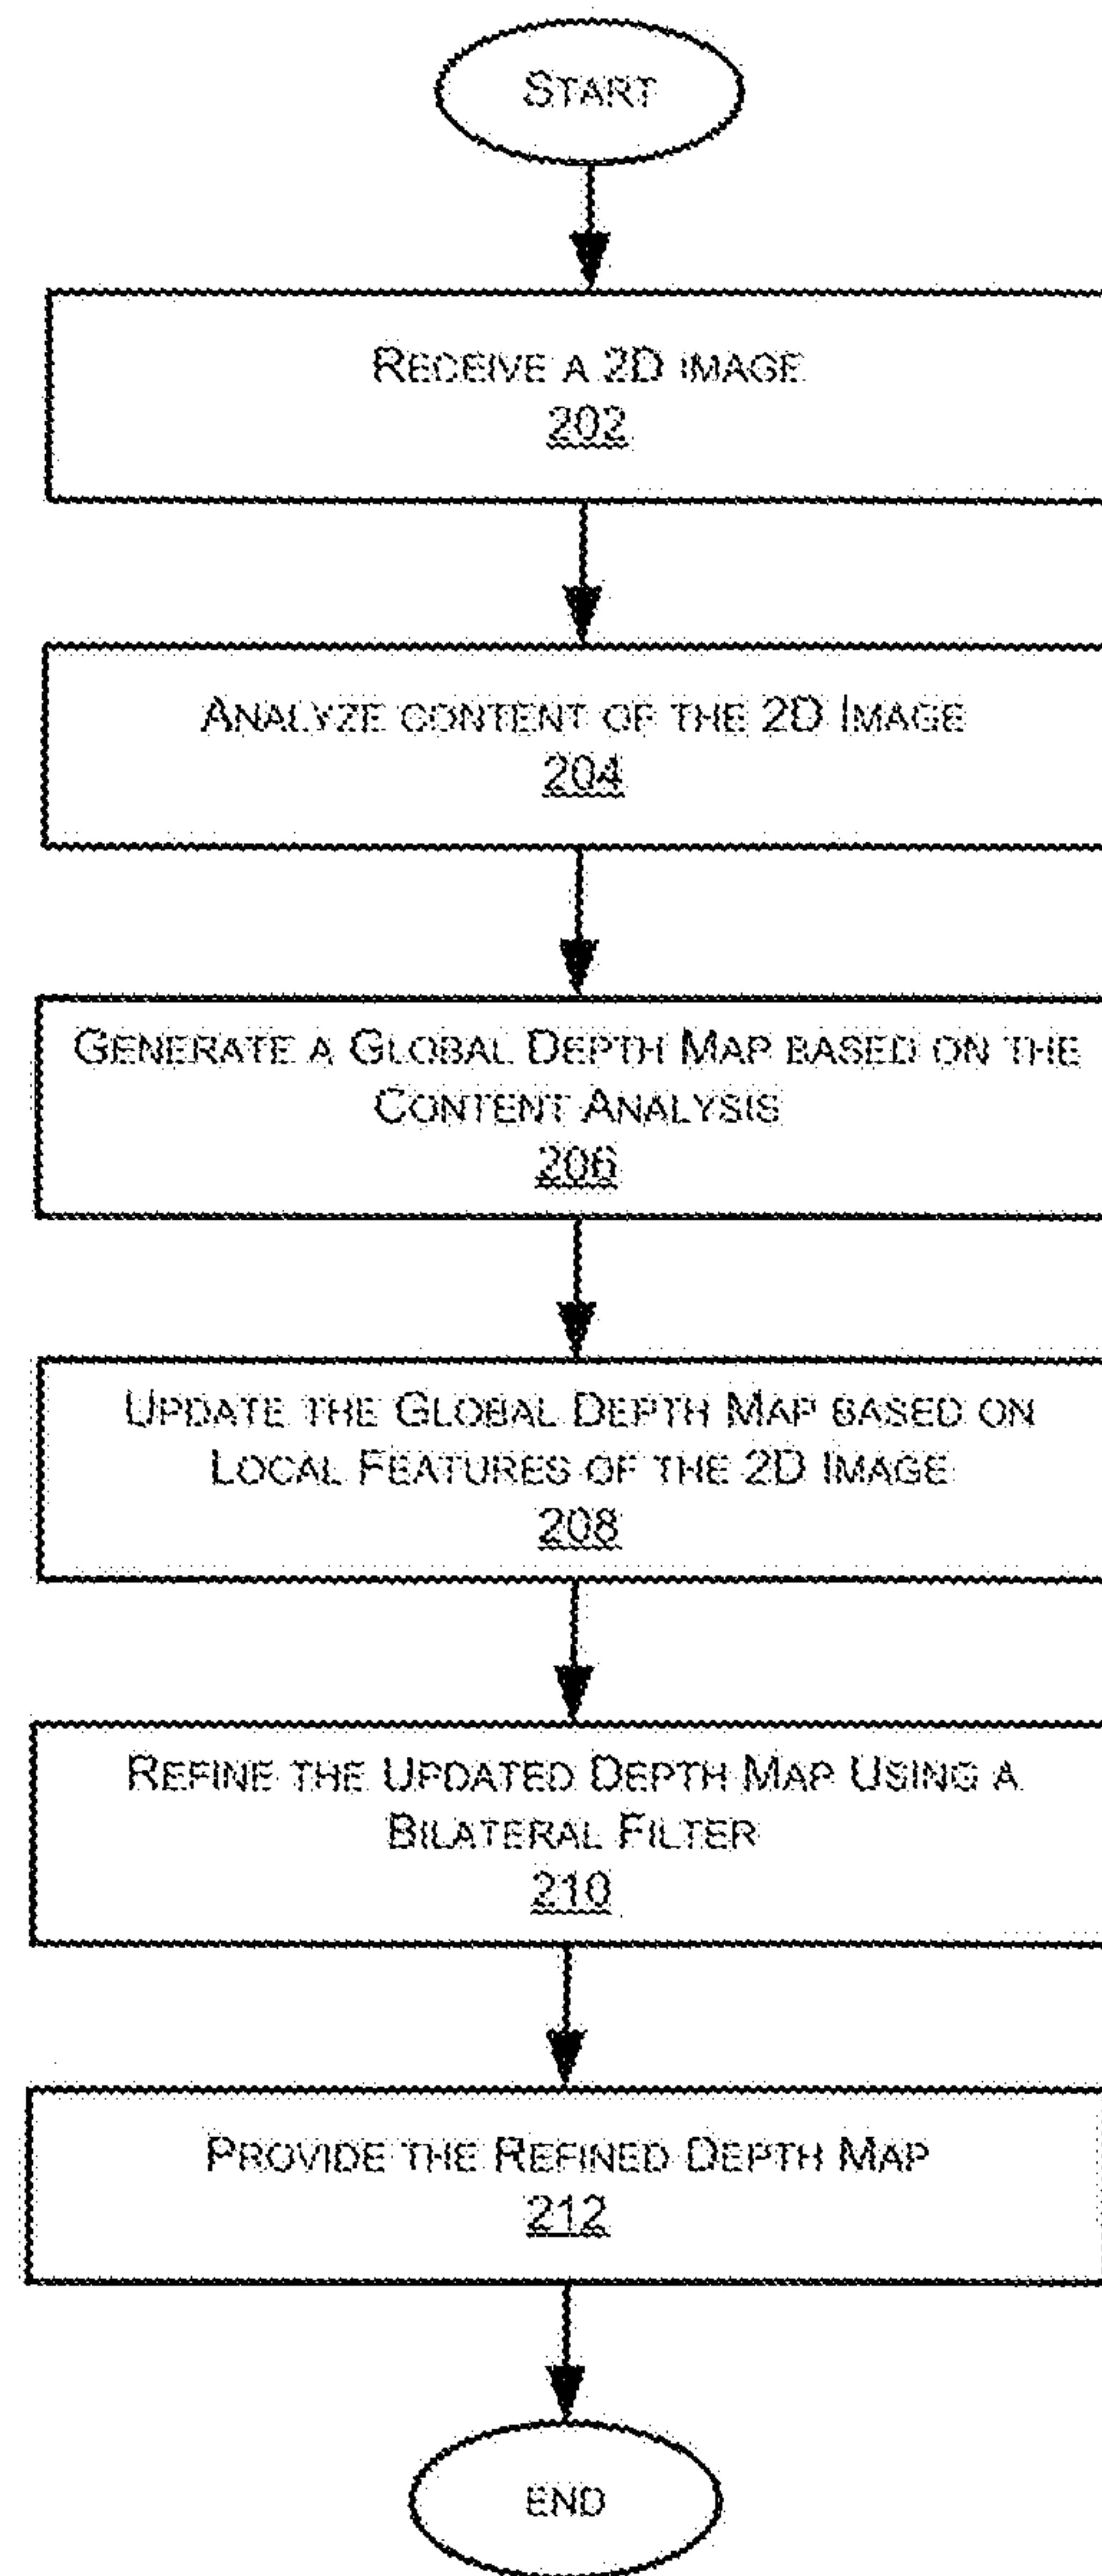 START
RECEIVE A 2D IMAGE
202
ANALYZE CONTENT OF THE 2D IMAGE
204
GENERATE A GLOBAL DEPTH MAP BASED ON THE
CONTENT ANALYSIS
206
UPDATE THE GLOBAL DEPTH MAP BASED ON
LOCAL FEATURES OF THE 2D IMAGE
208
REFINE THE UPDATED DEPTH MAP USING A
BILATERAL FILTER
210
PROVIDE THE REFINED DEPTH MAP
212
END